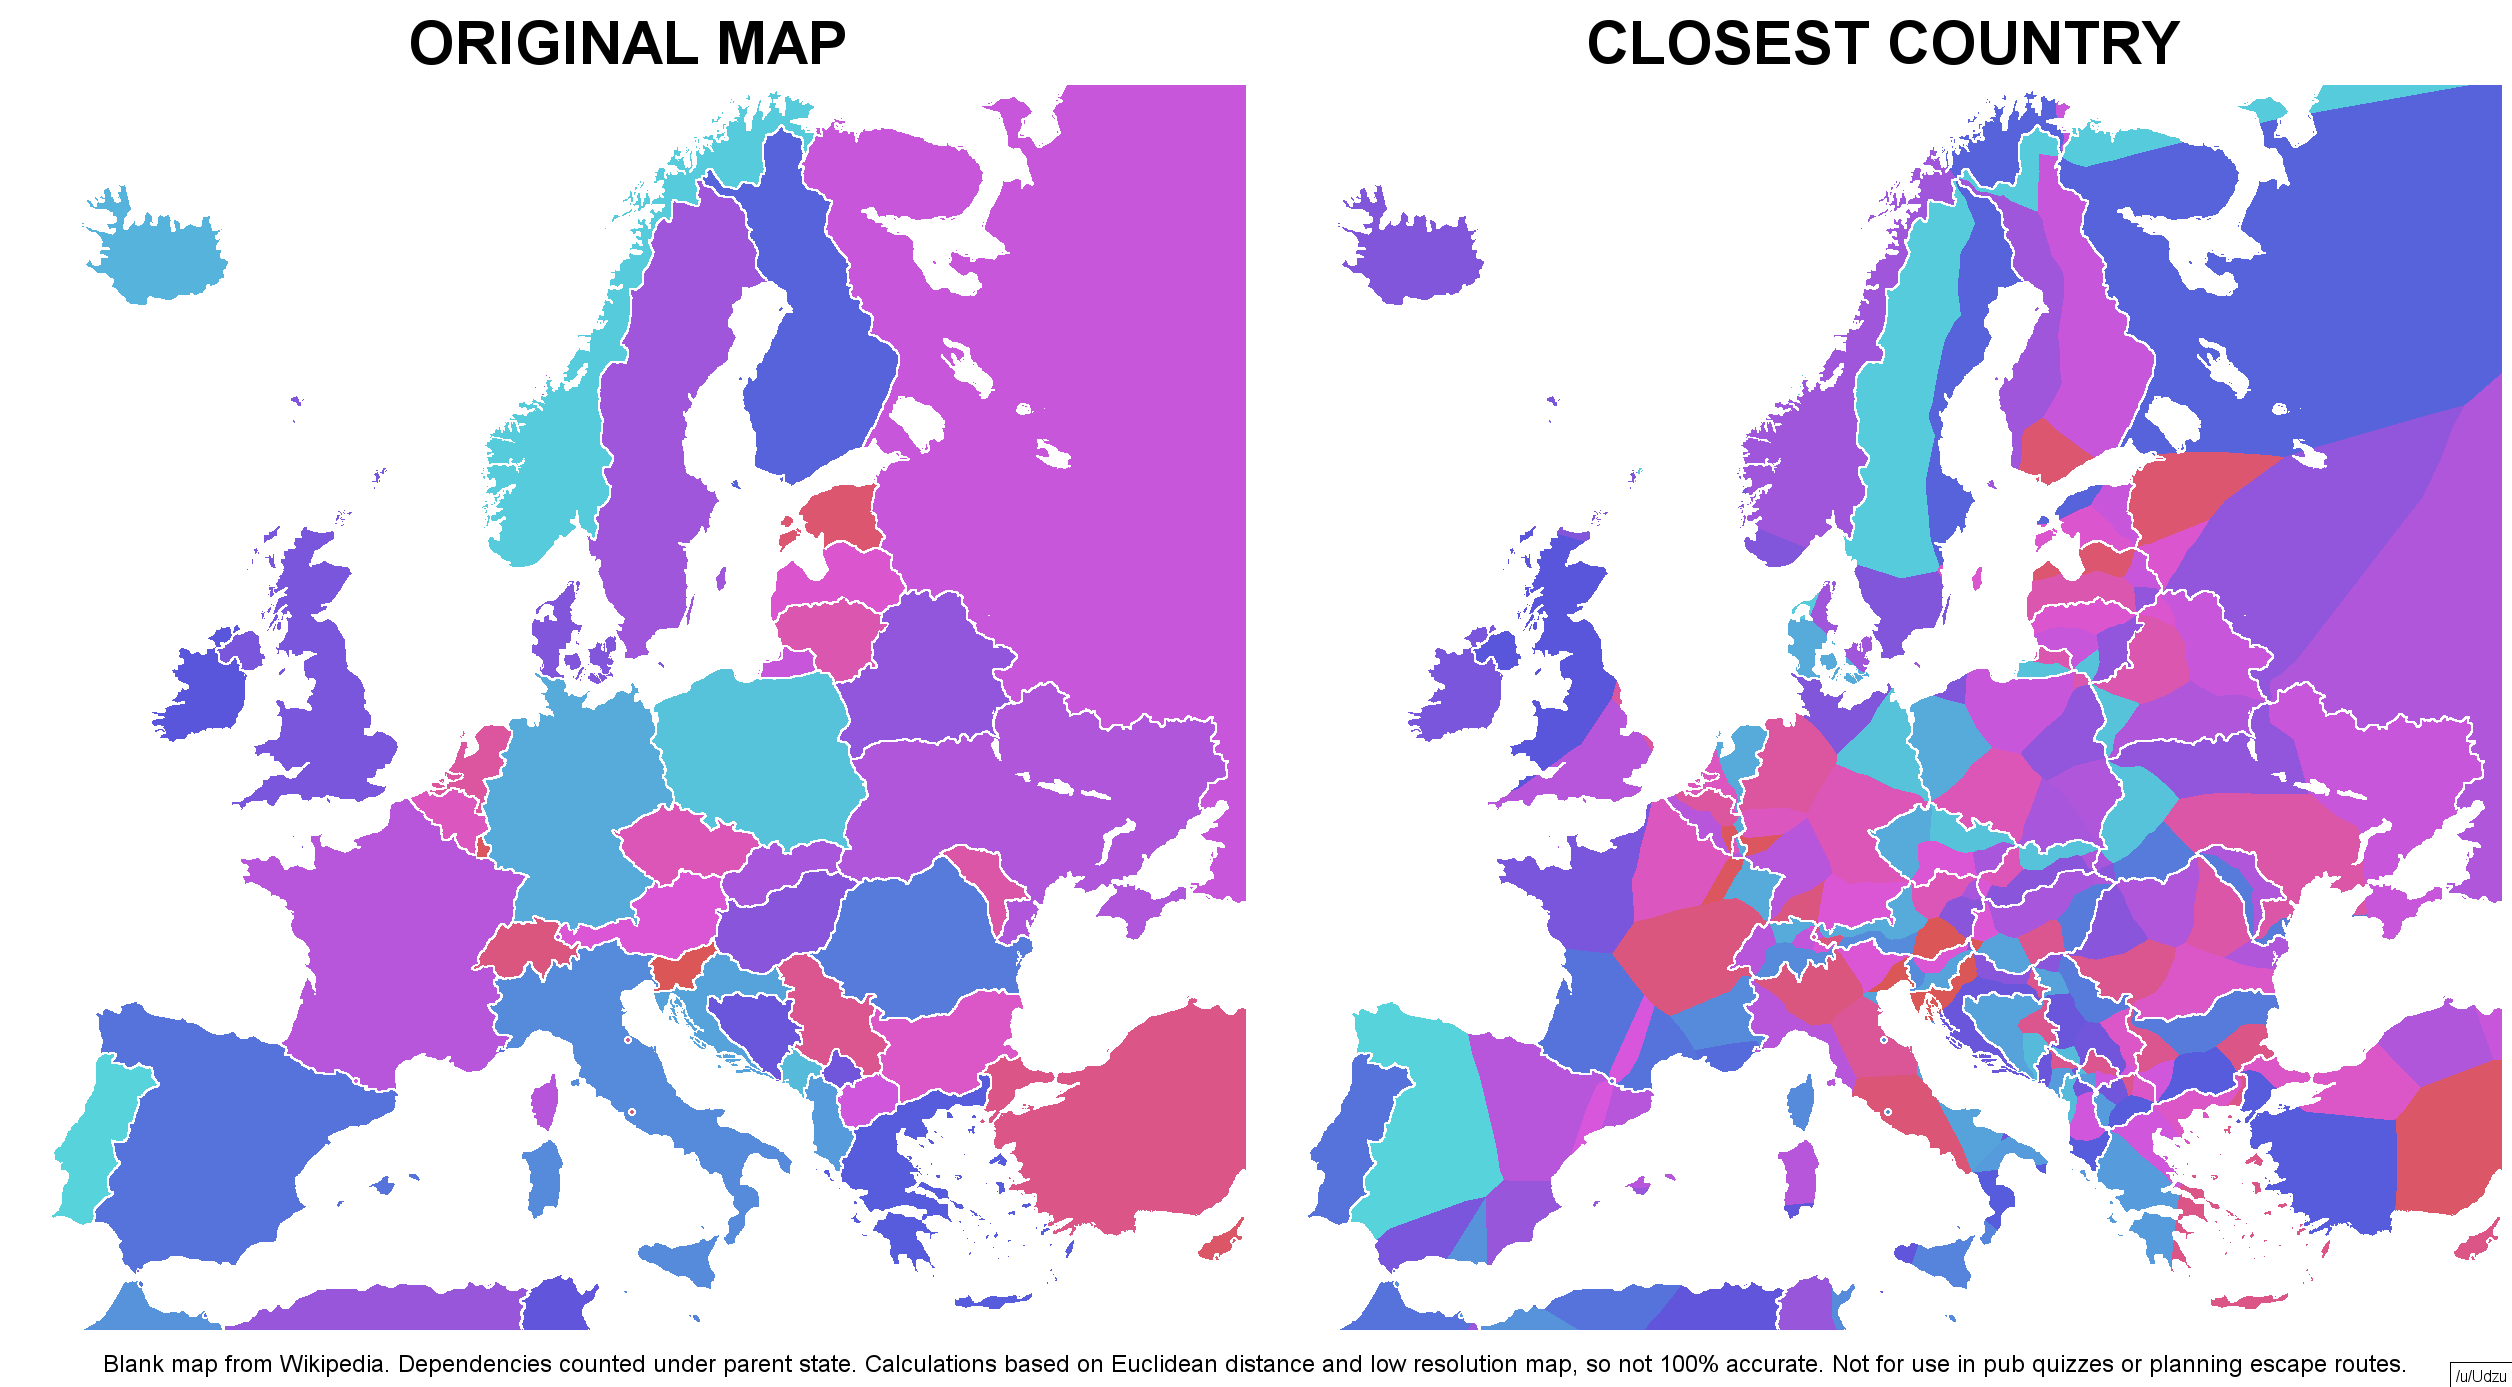 ORIGINAL MAP
CLOSEST COUNTRY
Blank map from Wikipedia. Dependencies counted under parent state. Calculations based on Euclidean distance and low resolution map, so not 100% accurate. Not for use in pub quizzes or planning escape routes.
/u/Udzu